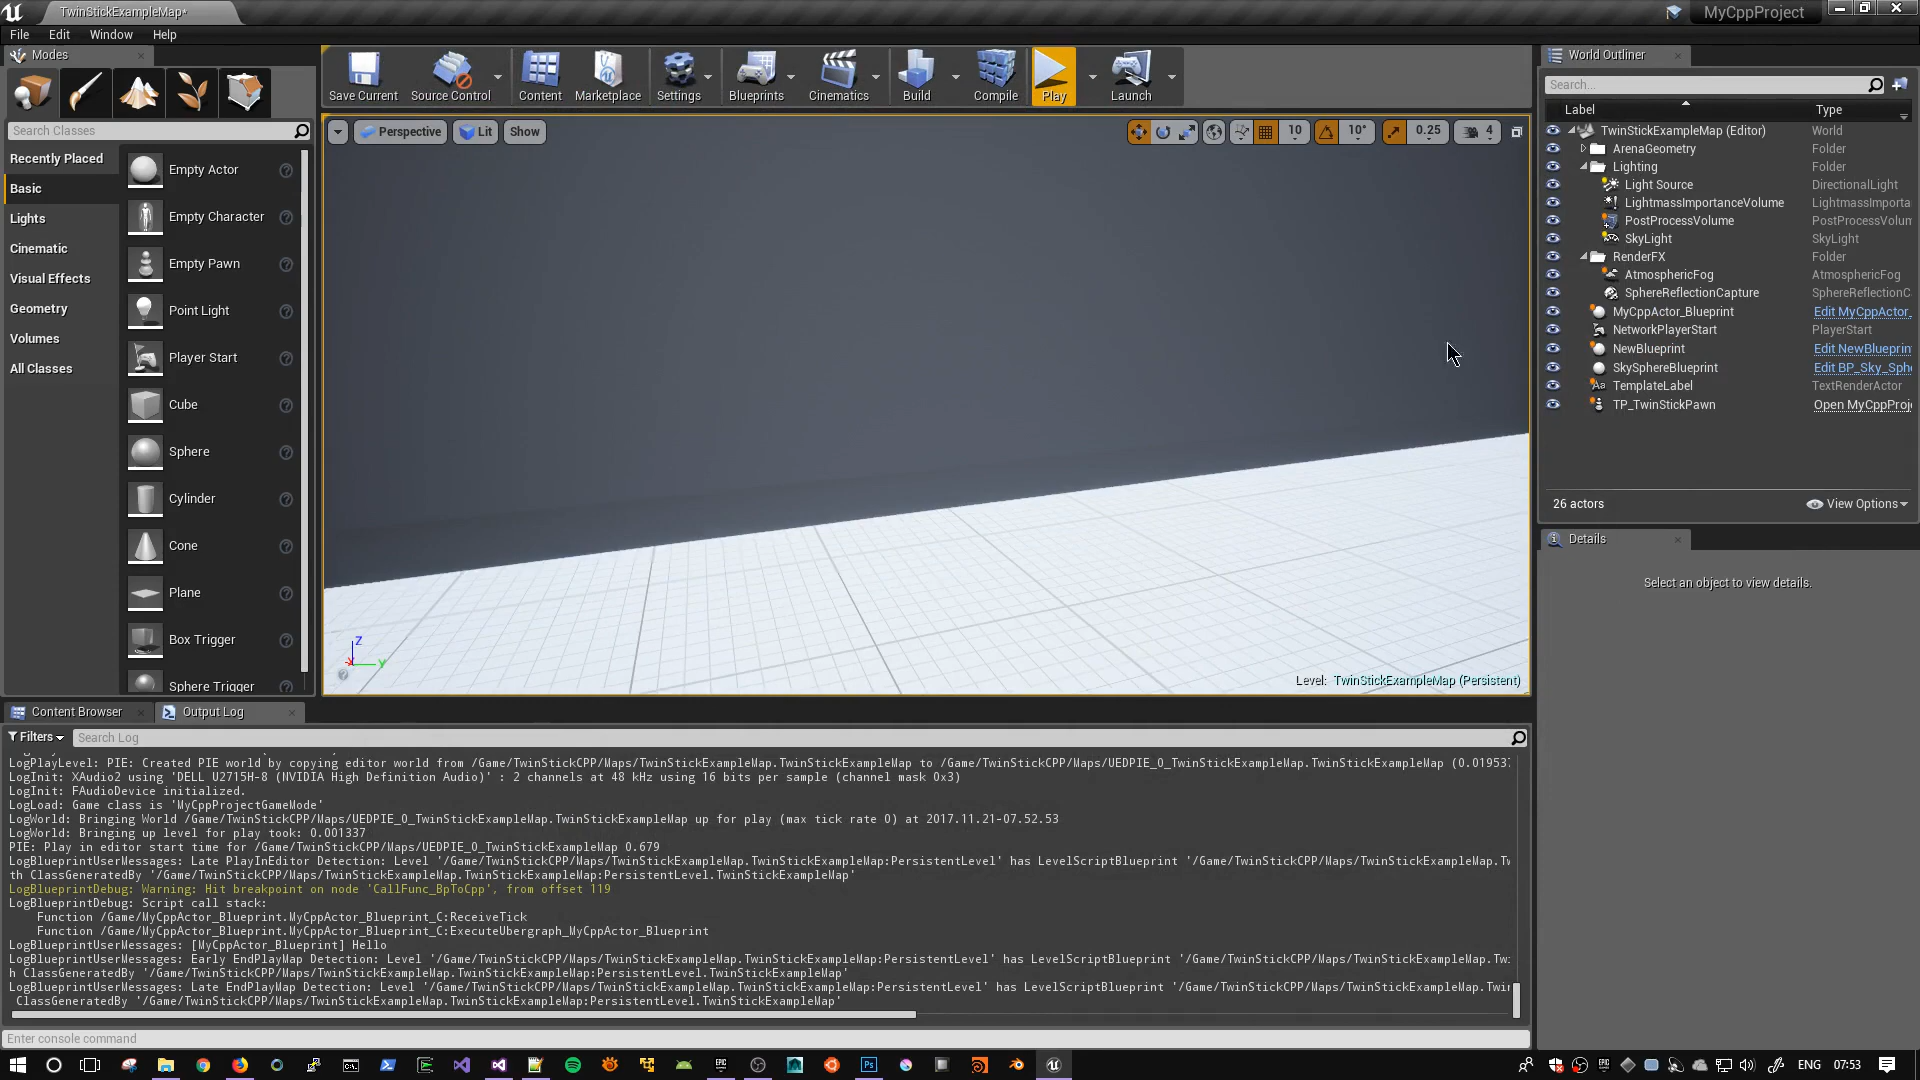 TwinStickExampleMap*
MyCppProject
File Edit Window Help
Modes
Search Classes
Recently Placed
Basic
Lights
Cinematic
Visual Effects
Geometry
Volumes
All Classes
Empty Actor
Empty Character
Empty Pawn
Point Light
Player Start
Cube
Sphere
Cylinder
Cone
Plane
Box Trigger
Sphere Trigger
Save Current Source Control Content Marketplace Settings Blueprints Cinematics Build Compile Play Launch
Perspective Lit Show
10 10° 0.25 4
Z
X Y
Level: TwinStickExampleMap (Persistent)
World Outliner
Search...
Label Type
TwinStickExampleMap (Editor) World
ArenaGeometry Folder
Lighting Folder
Light Source DirectionalLight
LightmassImportanceVolume LightmassImporta
PostProcessVolume PostProcessVolum
SkyLight SkyLight
RenderFX Folder
AtmosphericFog AtmosphericFog
SphereReflectionCapture SphereReflectionC
MyCppActor_Blueprint Edit MyCppActor_
NetworkPlayerStart PlayerStart
NewBlueprint Edit NewBlueprin
SkySphereBlueprint Edit BP_Sky_Sphe
TemplateLabel TextRenderActor
TP_TwinStickPawn Open MyCppProj
26 actors View Options
Details
Select an object to view details.
Content Browser Output Log
Filters Search Log
LogPlayLevel: PIE: Created PIE world by copying editor world from /Game/TwinStickCPP/Maps/TwinStickExampleMap.TwinStickExampleMap to /Game/TwinStickCPP/Maps/UEDPIE_0_TwinStickExampleMap.TwinStickExampleMap (0.019537
LogInit: XAudio2 using 'DELL U2715H-8 (NVIDIA High Definition Audio)' : 2 channels at 48 kHz using 16 bits per sample (channel mask 0x3)
LogInit: FAudioDevice initialized.
LogLoad: Game class is 'MyCppProjectGameMode'
LogWorld: Bringing World /Game/TwinStickCPP/Maps/UEDPIE_0_TwinStickExampleMap.TwinStickExampleMap up for play (max tick rate 0) at 2017.11.21-07.52.53
LogWorld: Bringing up level for play took: 0.001337
PIE: Play in editor start time for /Game/TwinStickCPP/Maps/UEDPIE_0_TwinStickExampleMap 0.679
LogBlueprintUserMessages: Late PlayInEditor Detection: Level '/Game/TwinStickCPP/Maps/TwinStickExampleMap.TwinStickExampleMap:PersistentLevel' has LevelScriptBlueprint '/Game/TwinStickCPP/Maps/TwinStickExampleMap.Tw
th ClassGeneratedBy '/Game/TwinStickCPP/Maps/TwinStickExampleMap.TwinStickExampleMap:PersistentLevel.TwinStickExampleMap'
LogBlueprintDebug: Warning: Hit breakpoint on node 'CallFunc_BpToCpp', from offset 119
LogBlueprintDebug: Script call stack:
Function /Game/MyCppActor_Blueprint.MyCppActor_Blueprint_C:ReceiveTick
Function /Game/MyCppActor_Blueprint.MyCppActor_Blueprint_C:ExecuteUbergraph_MyCppActor_Blueprint
LogBlueprintUserMessages: [MyCppActor_Blueprint] Hello
LogBlueprintUserMessages: Early EndPlayMap Detection: Level '/Game/TwinStickCPP/Maps/TwinStickExampleMap.TwinStickExampleMap:PersistentLevel' has LevelScriptBlueprint '/Game/TwinStickCPP/Maps/TwinStickExampleMap.Twi
h ClassGeneratedBy '/Game/TwinStickCPP/Maps/TwinStickExampleMap.TwinStickExampleMap:PersistentLevel.TwinStickExampleMap'
LogBlueprintUserMessages: Late EndPlayMap Detection: Level '/Game/TwinStickCPP/Maps/TwinStickExampleMap.TwinStickExampleMap:PersistentLevel' has LevelScriptBlueprint '/Game/TwinStickCPP/Maps/TwinStickExampleMap.Twin
ClassGeneratedBy '/Game/TwinStickCPP/Maps/TwinStickExampleMap.TwinStickExampleMap:PersistentLevel.TwinStickExampleMap'
Enter console command
ENG 07:53